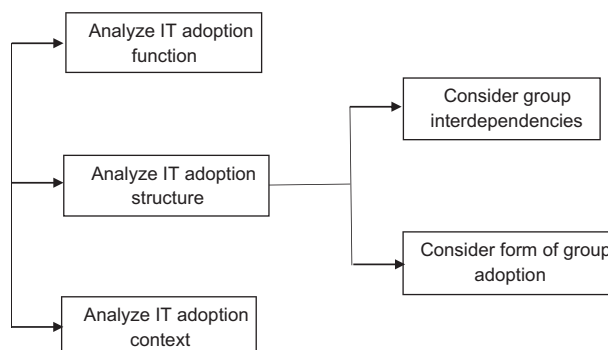 Analyze IT adoption
function
Consider group
interdependencies
Analyze IT adoption
structure
Consider form of group
adoption
Analyze IT adoption
context